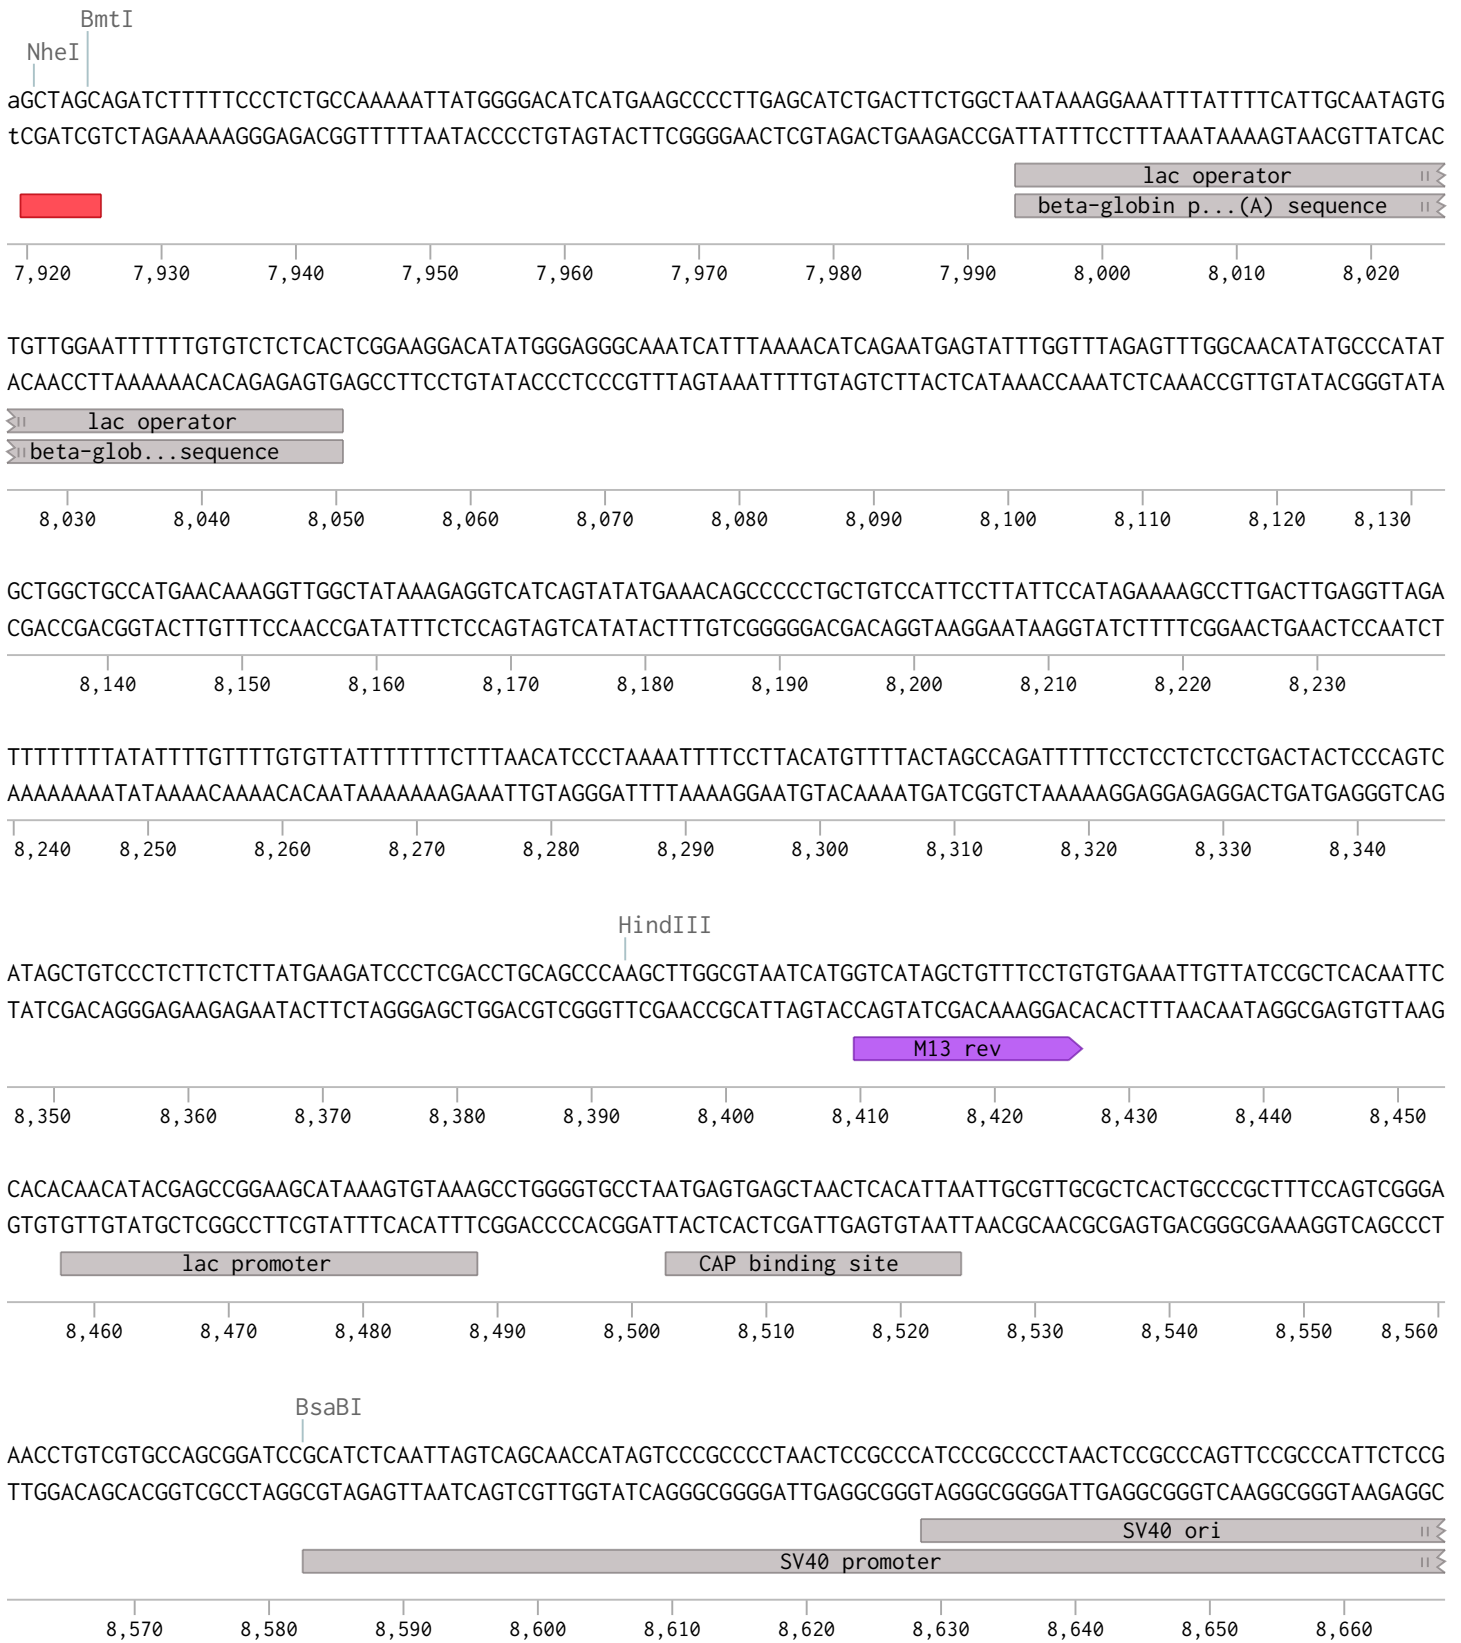 BmtI
NheI
aGCTAGCAGATCTTTTTCCCTCTGCCAAAAATTATGGGGACATCATGAAGCCCCTTGAGCATCTGACTTCTGGCTAATAAAGGAAATTTATTTTCATTGCAATAGTG
tCGATCGTCTAGAAAAAGGGAGACGGTTTTTAATACCCCTGTAGTACTTCGGGGAACTCGTAGACTGAAGACCGATTATTTCCTTTAAATAAAAGTAACGTTATCAC
lac operator
beta-globin p...(A) sequence
7,920 7,930 7,940 7,950 7,960 7,970 7,980 7,990 8,000 8,010 8,020
TGTTGGAATTTTTTGTGTCTCTCACTCGGAAGGACATATGGGAGGGCAAATCATTTAAAACATCAGAATGAGTATTTGGTTTAGAGTTTGGCAACATATGCCCATAT
ACAACCTTAAAAAACACAGAGAGTGAGCCTTCCTGTATACCCTCCCGTTTAGTAAATTTTGTAGTCTTACTCATAAACCAAATCTCAAACCGTTGTATACGGGTATA
lac operator
beta-glob...sequence
8,030 8,040 8,050 8,060 8,070 8,080 8,090 8,100 8,110 8,120 8,130
GCTGGCTGCCATGAACAAAGGTTGGCTATAAAGAGGTCATCAGTATATGAAACAGCCCCCTGCTGTCCATTCCTTATTCCATAGAAAAGCCTTGACTTGAGGTTAGA
CGACCGACGGTACTTGTTTCCAACCGATATTTCTCCAGTAGTCATATACTTTGTCGGGGGACGACAGGTAAGGAATAAGGTATCTTTTCGGAACTGAACTCCAATCT
8,140 8,150 8,160 8,170 8,180 8,190 8,200 8,210 8,220 8,230
TTTTTTTTATATTTTGTTTTGTGTTATTTTTTTCTTTAACATCCCTAAAATTTTCCTTACATGTTTTACTAGCCAGATTTTTCCTCCTCTCCTGACTACTCCCAGTC
AAAAAAAATATAAAACAAAACACAATAAAAAAAGAAATTGTAGGGATTTTAAAAGGAATGTACAAAATGATCGGTCTAAAAAGGAGGAGAGGACTGATGAGGGTCAG
8,240 8,250 8,260 8,270 8,280 8,290 8,300 8,310 8,320 8,330 8,340
HindIII
ATAGCTGTCCCTCTTCTCTTATGAAGATCCCTCGACCTGCAGCCCAAGCTTGGCGTAATCATGGTCATAGCTGTTTCCTGTGTGAAATTGTTATCCGCTCACAATTC
TATCGACAGGGAGAAGAGAATACTTCTAGGGAGCTGGACGTCGGGTTCGAACCGCATTAGTACCAGTATCGACAAAGGACACACTTTAACAATAGGCGAGTGTTAAG
M13 rev
8,350 8,360 8,370 8,380 8,390 8,400 8,410 8,420 8,430 8,440 8,450
CACACAACATACGAGCCGGAAGCATAAAGTGTAAAGCCTGGGGTGCCTAATGAGTGAGCTAACTCACATTAATTGCGTTGCGCTCACTGCCCGCTTTCCAGTCGGGA
GTGTGTTGTATGCTCGGCCTTCGTATTTCACATTTCGGACCCCACGGATTACTCACTCGATTGAGTGTAATTAACGCAACGCGAGTGACGGGCGAAAGGTCAGCCCT
lac promoter CAP binding site
8,460 8,470 8,480 8,490 8,500 8,510 8,520 8,530 8,540 8,550 8,560
BsaBI
AACCTGTCGTGCCAGCGGATCCGCATCTCAATTAGTCAGCAACCATAGTCCCGCCCCTAACTCCGCCCATCCCGCCCCTAACTCCGCCCAGTTCCGCCCATTCTCCG
TTGGACAGCACGGTCGCCTAGGCGTAGAGTTAATCAGTCGTTGGTATCAGGGCGGGGATTGAGGCGGGTAGGGCGGGGATTGAGGCGGGTCAAGGCGGGTAAGAGGC
SV40 ori
SV40 promoter
8,570 8,580 8,590 8,600 8,610 8,620 8,630 8,640 8,650 8,660